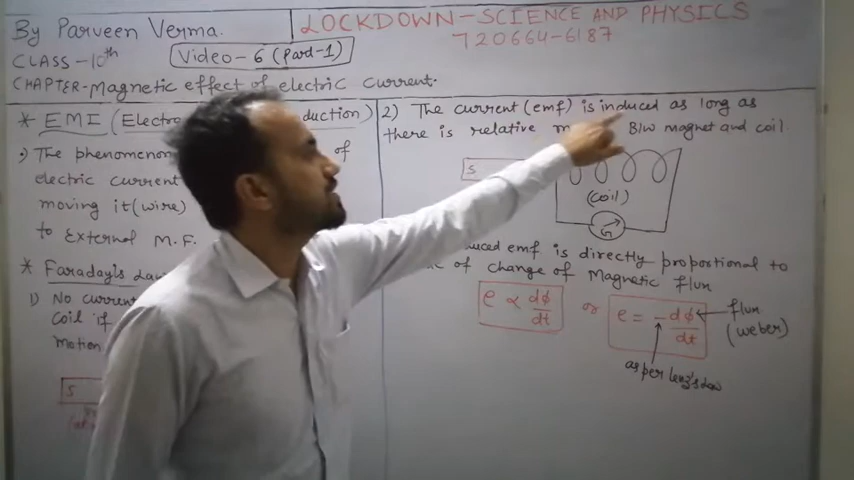 By Parveen Verma.
LOCKDOWN-SCIENCE AND PHYSICS
720664-6187
CLASS-10th
Video-6 (Part-1)
CHAPTER-Magnetic effect of electric current.
* EMI (Electro duction)
•) The phenomenon of
electric current
moving it (wire)
to External M.F.
* Faraday's Law
1) No current
coil if
motion
S
2) The current (emf) is induced as long as
there is relative B/w magnet and coil
S
(coil)
G
uced emf is directly proportional to
of change of Magnetic flux
e ∝ dφ/dt or e = -dφ/dt flux
(weber)
as per lenz's Law